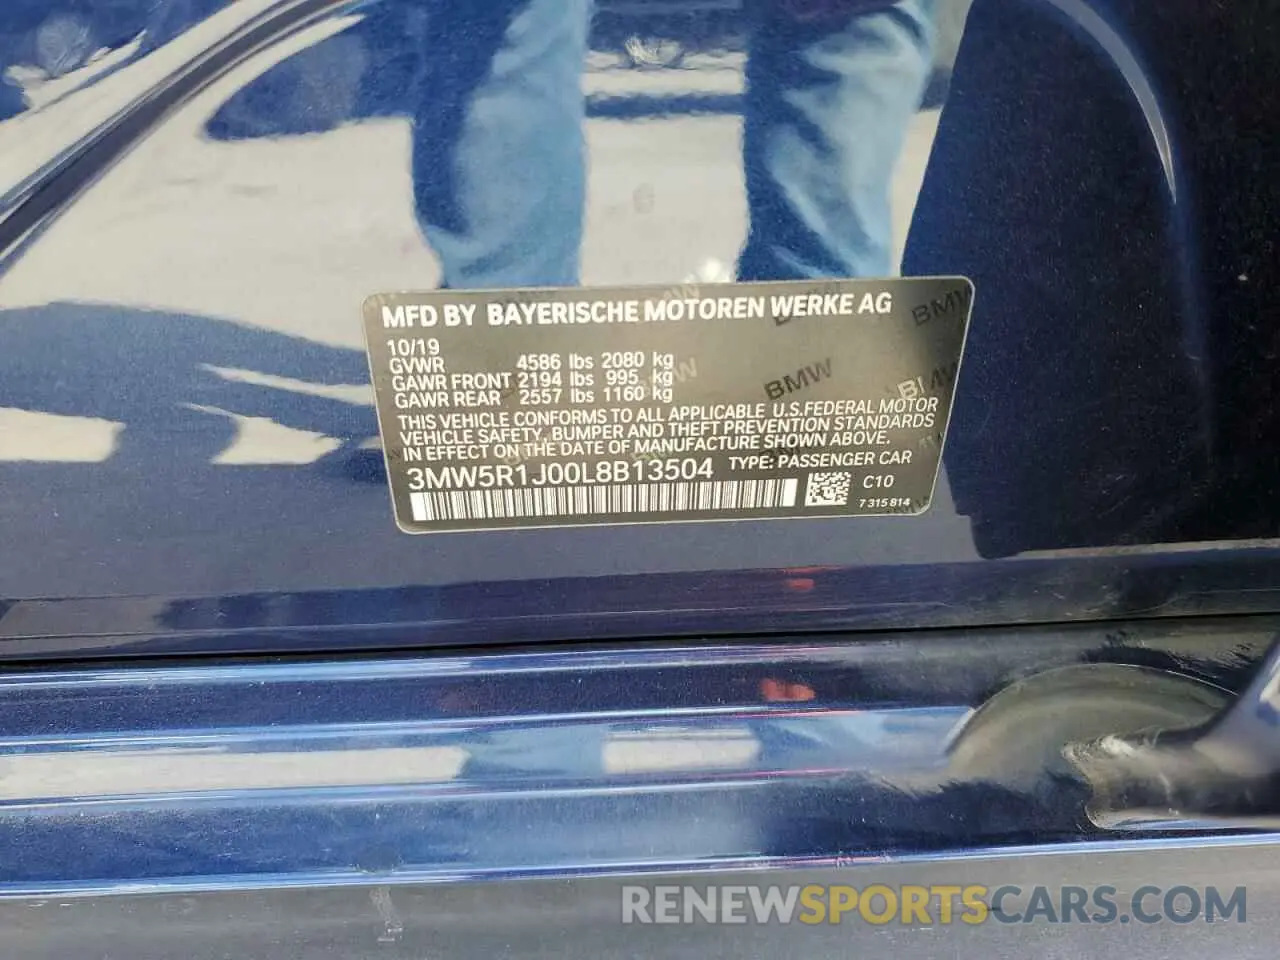 MFD BY BAYERISCHE MOTOREN WERKE AG
10/19
GVWR 4586 lbs 2080 kg
GAWR FRONT 2194 lbs 995 kg
GAWR REAR 2557 lbs 1160 kg
THIS VEHICLE CONFORMS TO ALL APPLICABLE U.S.FEDERAL MOTOR
VEHICLE SAFETY, BUMPER AND THEFT PREVENTION STANDARDS
IN EFFECT ON THE DATE OF MANUFACTURE SHOWN ABOVE.
3MW5R1J00L8B13504 TYPE: PASSENGER CAR
C10
7 315 814
BMW
BMW
BMW
BMW
RENEWSPORTSCARS.COM